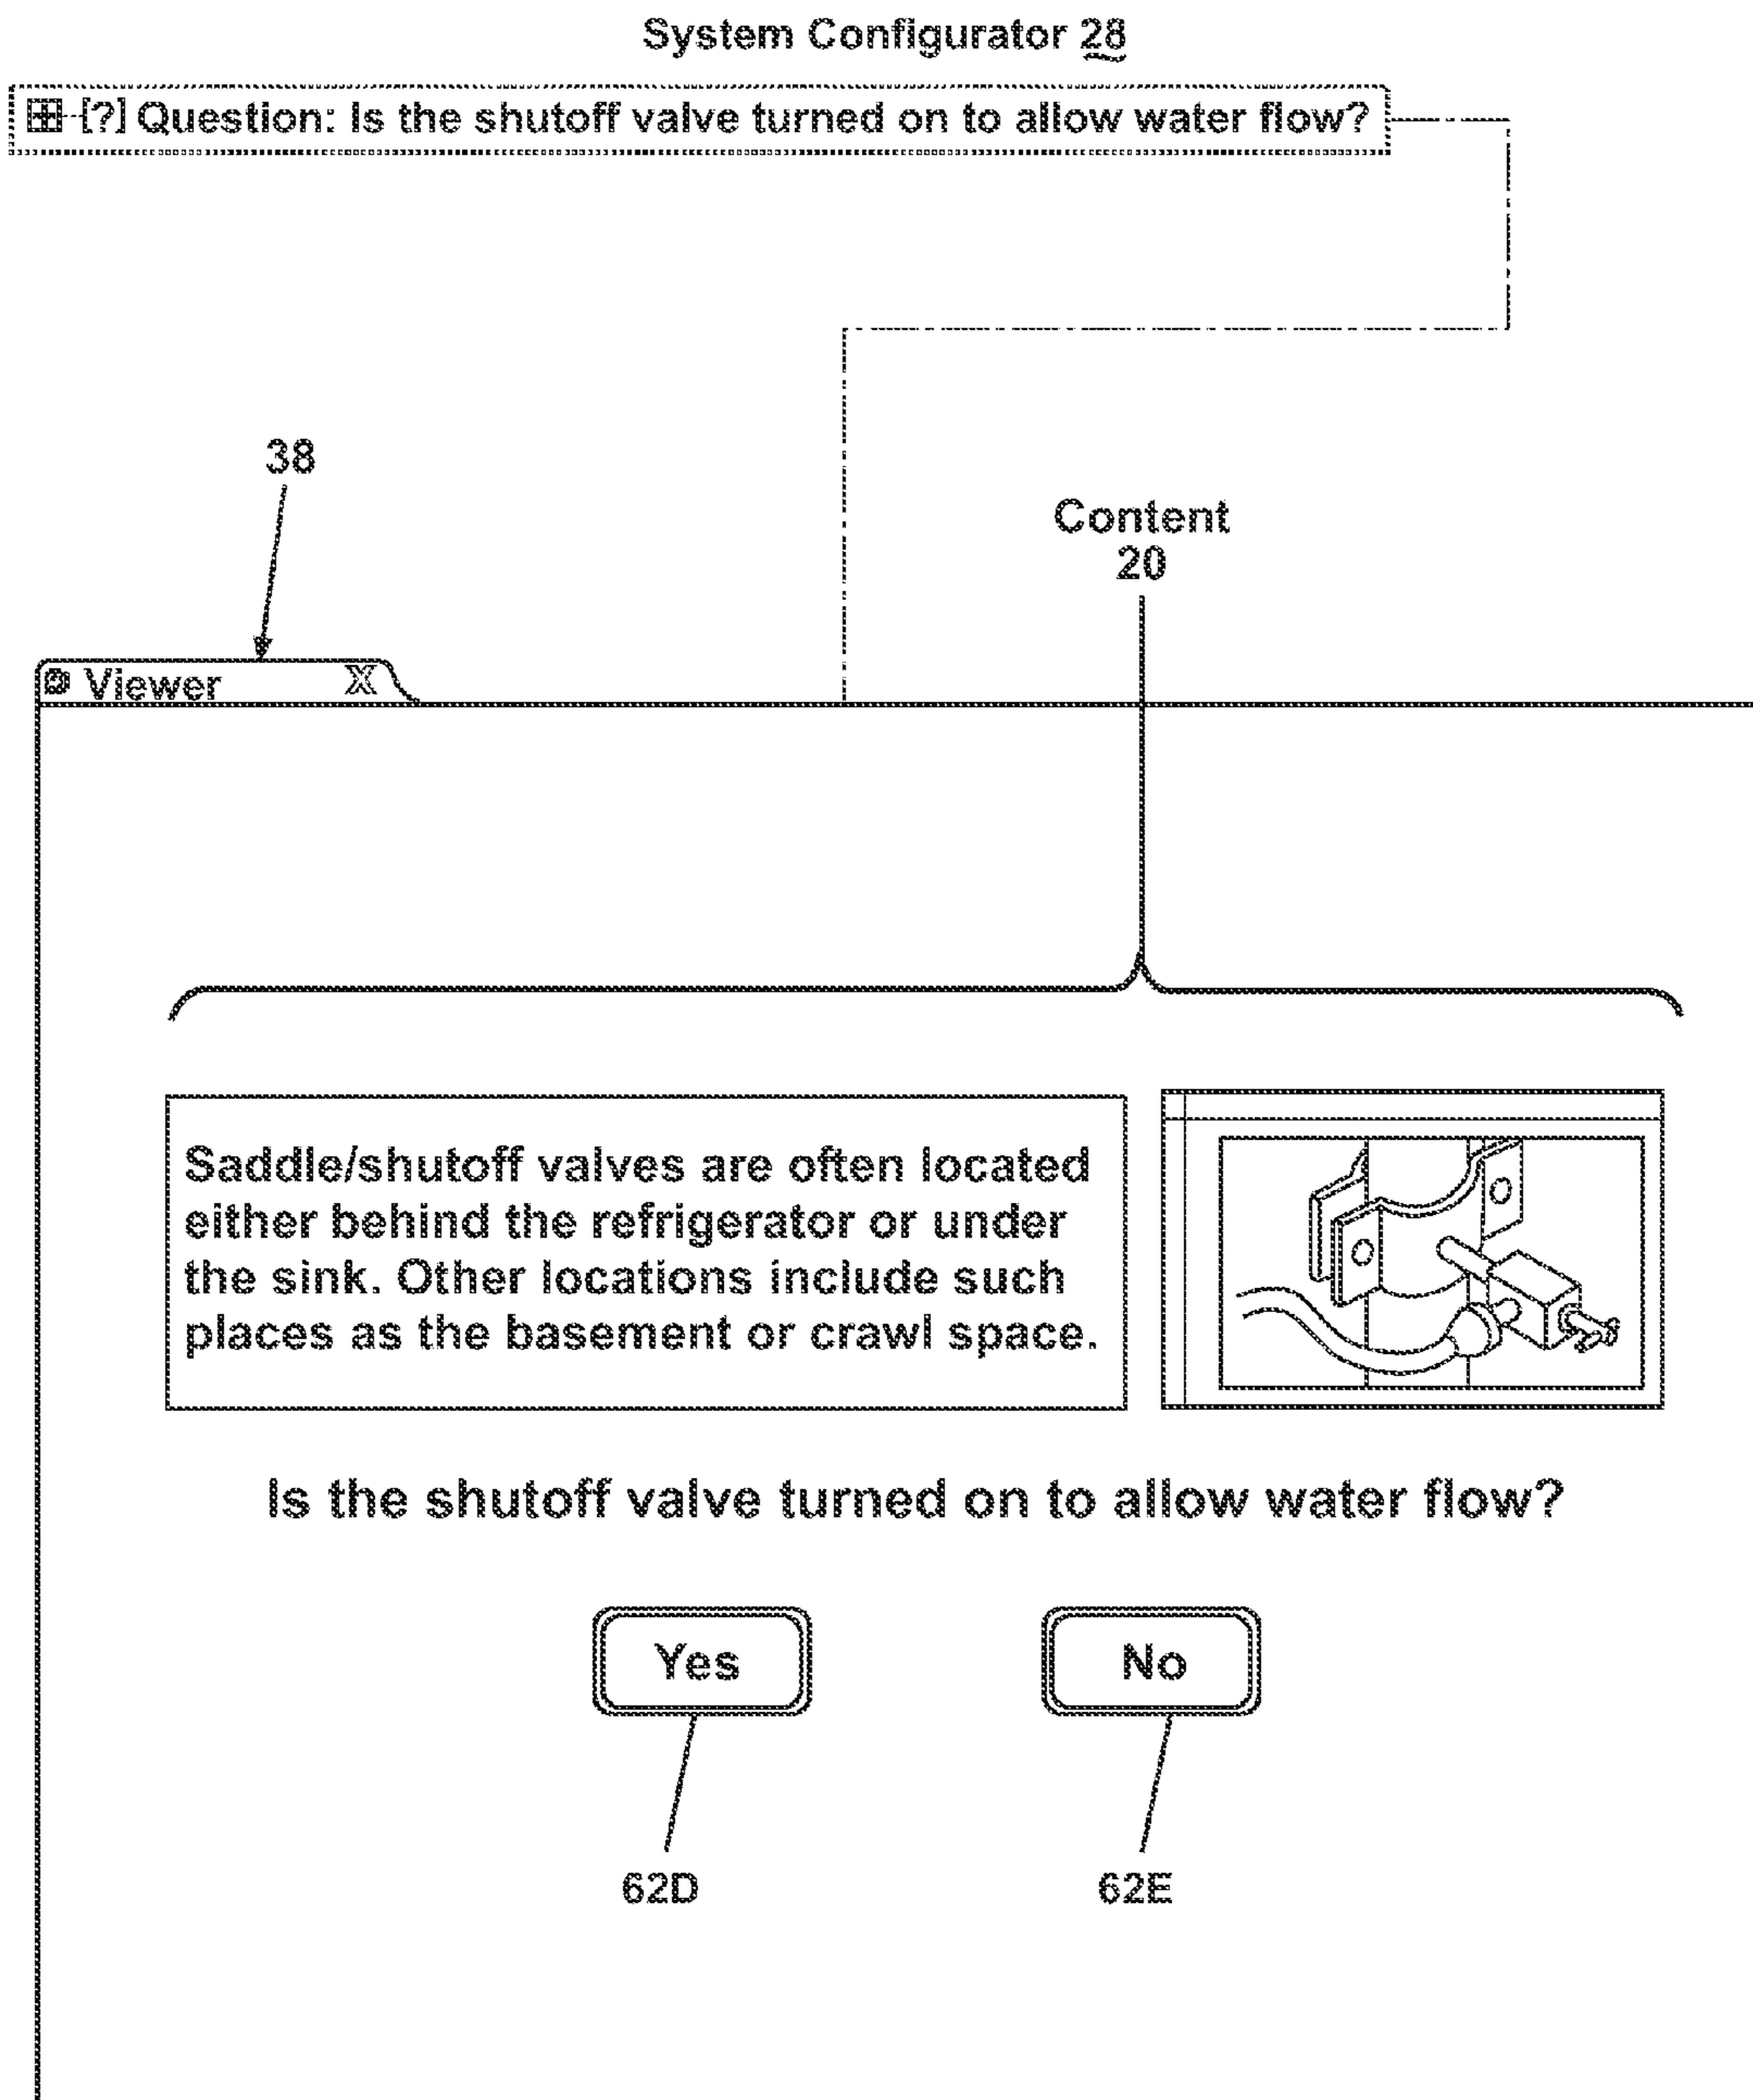 System Configurator 28
[?] Question: Is the shutoff valve turned on to allow water flow?
38
Content
20
Viewer X
Saddle/shutoff valves are often located
either behind the refrigerator or under
the sink. Other locations include such
places as the basement or crawl space.
Is the shutoff valve turned on to allow water flow?
Yes No
62D 62E